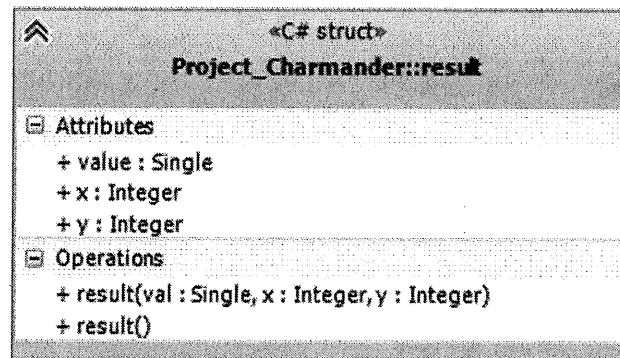 «C# struct»
Project_Charmander::result
Attributes
+ value : Single
+ x : Integer
+ y : Integer
Operations
+ result(val : Single, x : Integer, y : Integer)
+ result()